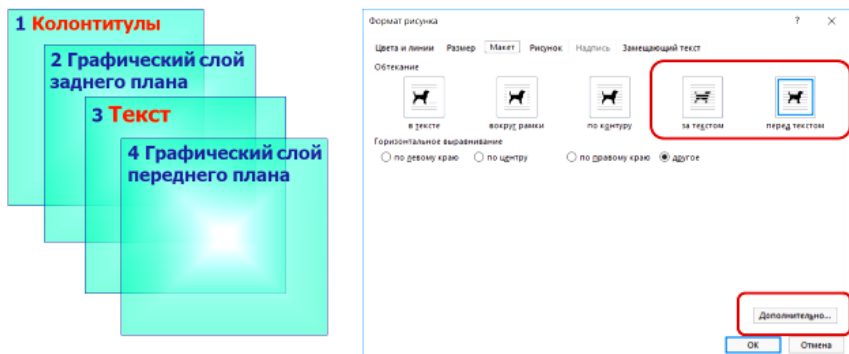 1 Колонтитулы
2 Графический слой
заднего плана
3 Текст
4 Графический слой
переднего плана
Формат рисунка ? ×
Цвета и линии Размер Макет Рисунок Надпись Замещающий текст
Обтекание
в тексте вокруг рамки по контуру за текстом перед текстом
Горизонтальное выравнивание
по левому краю по центру по правому краю другое
Дополнительно...
ОК Отмена